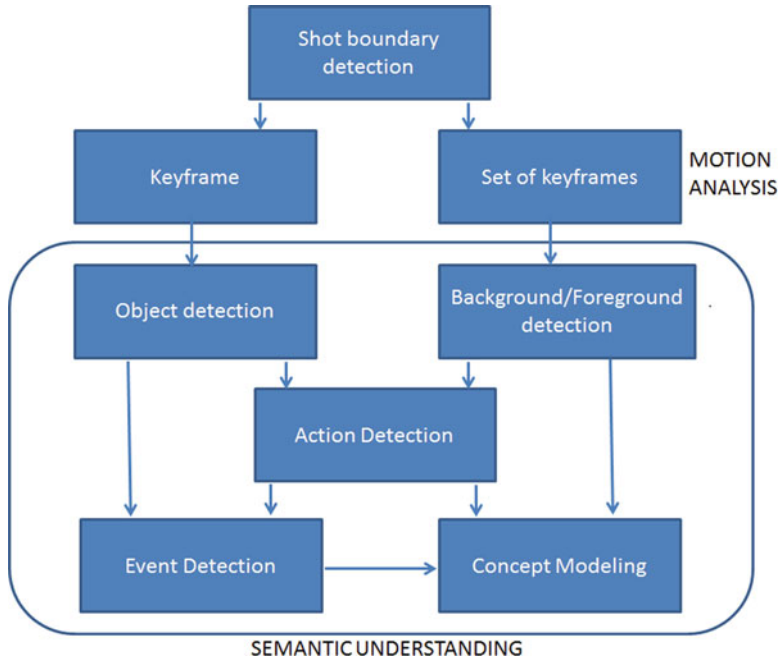 Shot boundary
detection
Keyframe
Set of keyframes
MOTION
ANALYSIS
Object detection
Background/Foreground
detection
Action Detection
Event Detection
Concept Modeling
SEMANTIC UNDERSTANDING